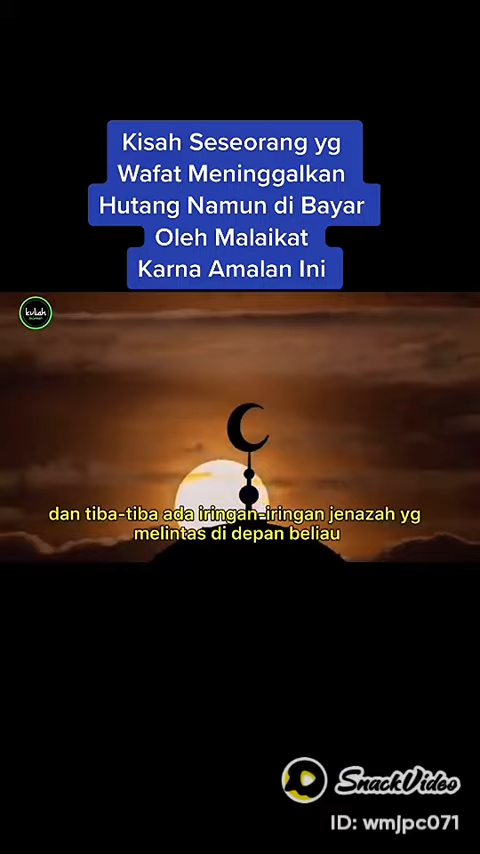 Kisah Seseorang yg
Wafat Meninggalkan
Hutang Namun di Bayar
Oleh Malaikat
Karna Amalan Ini
kuliah
dan tiba-tiba ada iringan-iringan jenazah yg
melintas di depan beliau
SnackVideo
ID: wmjpc071